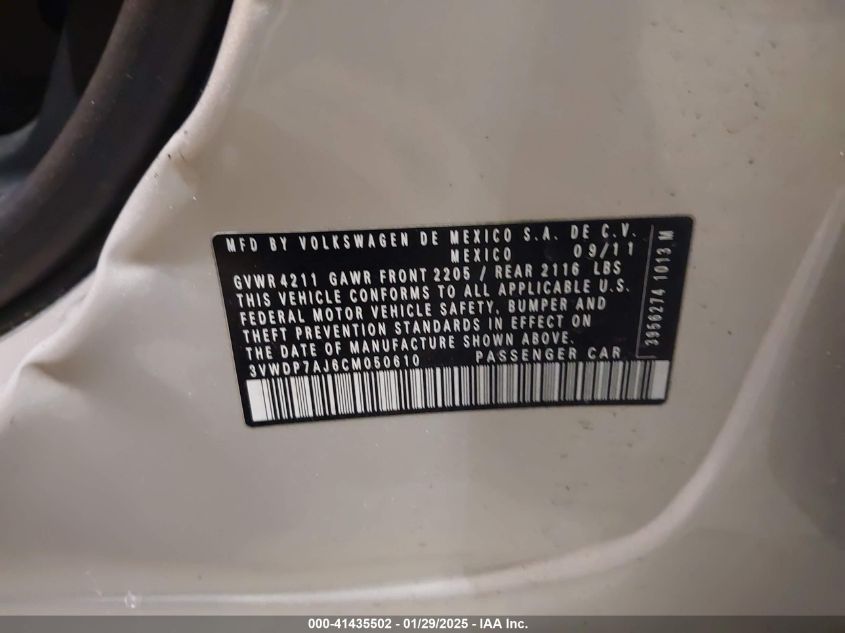 MFD BY VOLKSWAGEN DE MEXICO S.A. DE C.V.
MEXICO 09/11
GVWR 4211 GAWR FRONT 2205 / REAR 2116 LBS
THIS VEHICLE CONFORMS TO ALL APPLICABLE U.S.
FEDERAL MOTOR VEHICLE SAFETY, BUMPER AND
THEFT PREVENTION STANDARDS IN EFFECT ON
THE DATE OF MANUFACTURE SHOWN ABOVE.
3VWDP7AJ6CM050610 PASSENGER CAR
3956274 1013 M
000-41435502 - 01/29/2025 - IAA Inc.